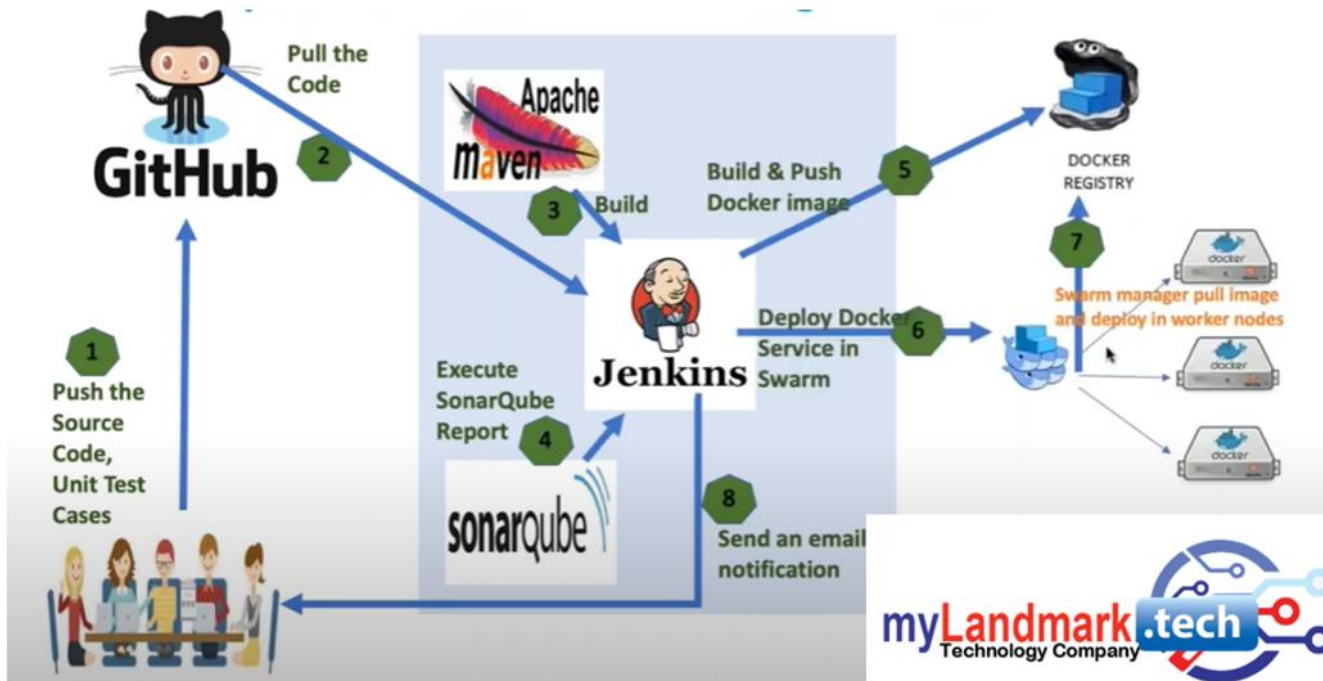 Pull the
Code
2
GitHub
Apache
maven
3
Build
Build & Push
Docker image
5
DOCKER
REGISTRY
7
docker
Swarm manager pull image
and deploy in worker nodes
Jenkins
Deploy Docker
Service in
Swarm
6
docker
1
Push the
Source
Code,
Unit Test
Cases
Execute
SonarQube
Report
4
sonarqube
8
Send an email
notification
docker
myLandmark.tech
Technology Company